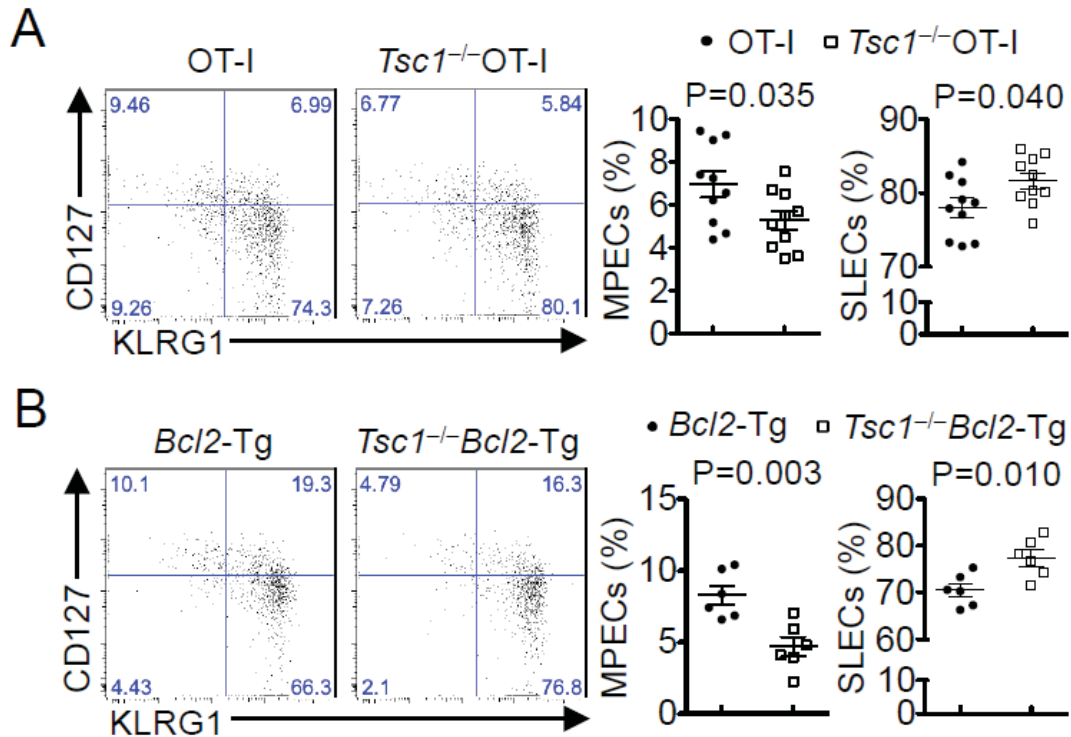 A
OT-I
Tsc1–/–OT-I
● OT-I □ Tsc1–/–OT-I
9.46 6.99
9.26 74.3
6.77 5.84
7.26 80.1
CD127
KLRG1
P=0.035
MPECs (%)
10
8
6
4
2
0
P=0.040
SLECs (%)
90
80
70
10
0
B
Bcl2-Tg
Tsc1–/–Bcl2-Tg
● Bcl2-Tg □ Tsc1–/–Bcl2-Tg
10.1 19.3
4.43 66.3
4.79 16.3
2.1 76.8
CD127
KLRG1
P=0.003
MPECs (%)
15
10
5
0
P=0.010
SLECs (%)
90
80
70
60
10
0